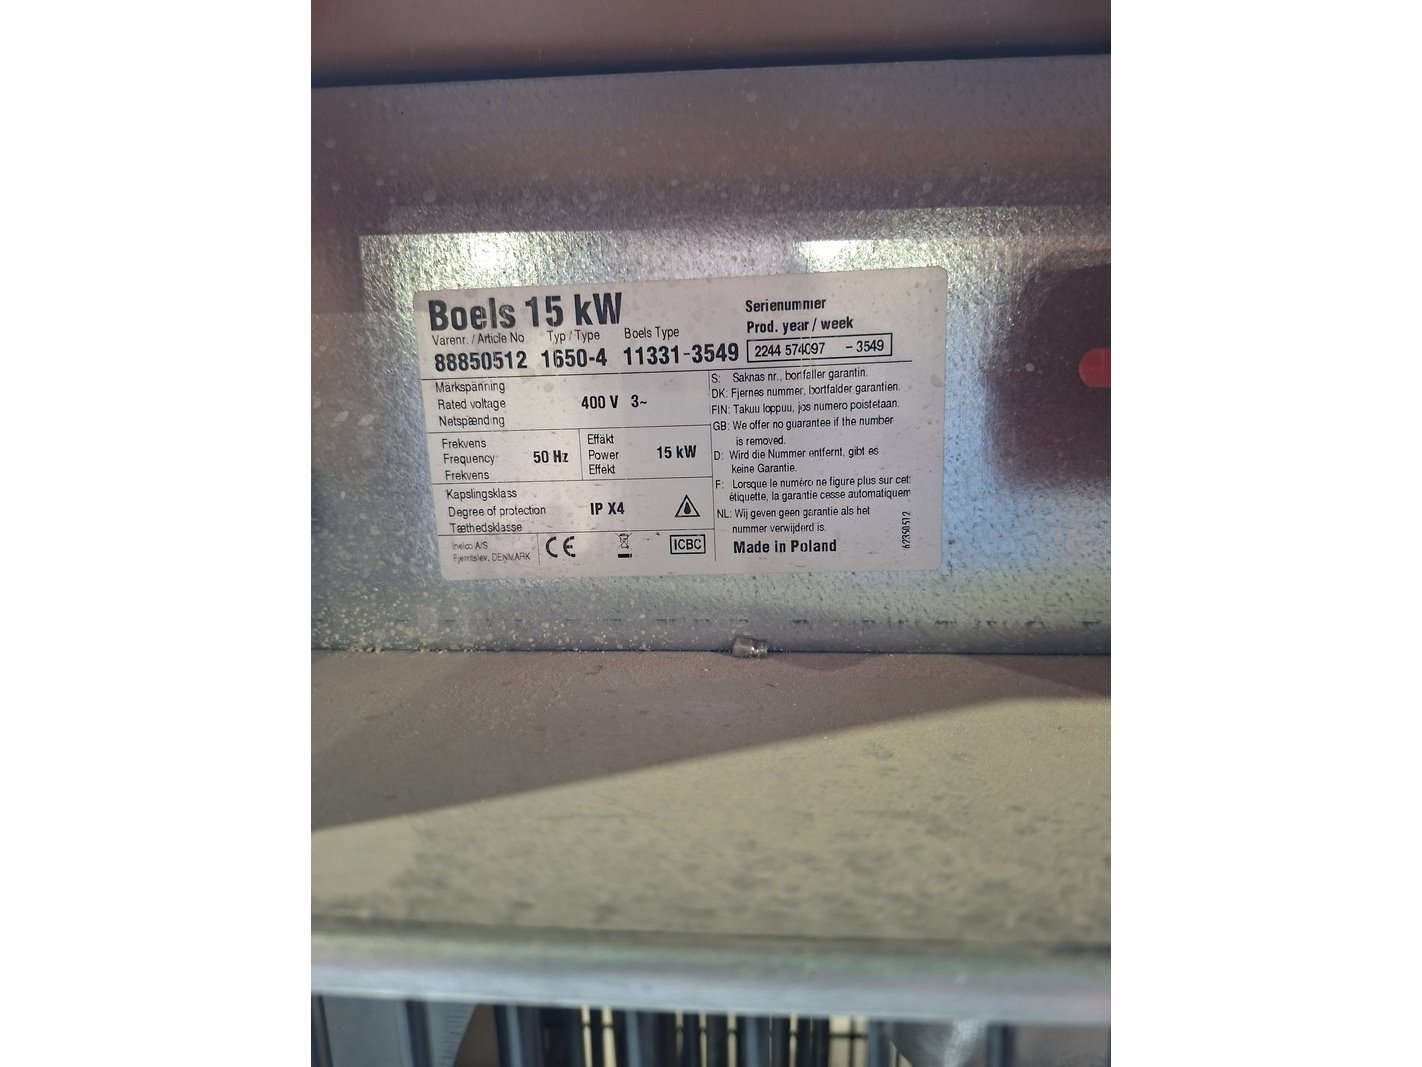 Boels 15 kW
Varenr. / Article No Typ / Type Boels Type
88850512 1650-4 11331-3549
Serienummer
Prod. year / week
2244 574097 - 3549
Märkspänning
Rated voltage 400 V 3~
Netspænding
Frekvens
Frequency 50 Hz
Frekvens
Effäkt
Power 15 kW
Effekt
Kapslingsklass
Degree of protection IP X4
Tæthedsklasse
Inelco A/S
Fjerritslev, DENMARK
CE
ICBC
S: Saknas nr., bortfaller garantin.
DK: Fjernes nummer, bortfalder garantien.
FIN: Takuu loppuu, jos numero poistetaan.
GB: We offer no guarantee if the number
is removed.
D: Wird die Nummer entfernt, gibt es
keine Garantie.
F: Lorsque le numéro ne figure plus sur cet
étiquette, la garantie cesse automatiquem
NL: Wij geven geen garantie als het
nummer verwijderd is.
Made in Poland
62350512